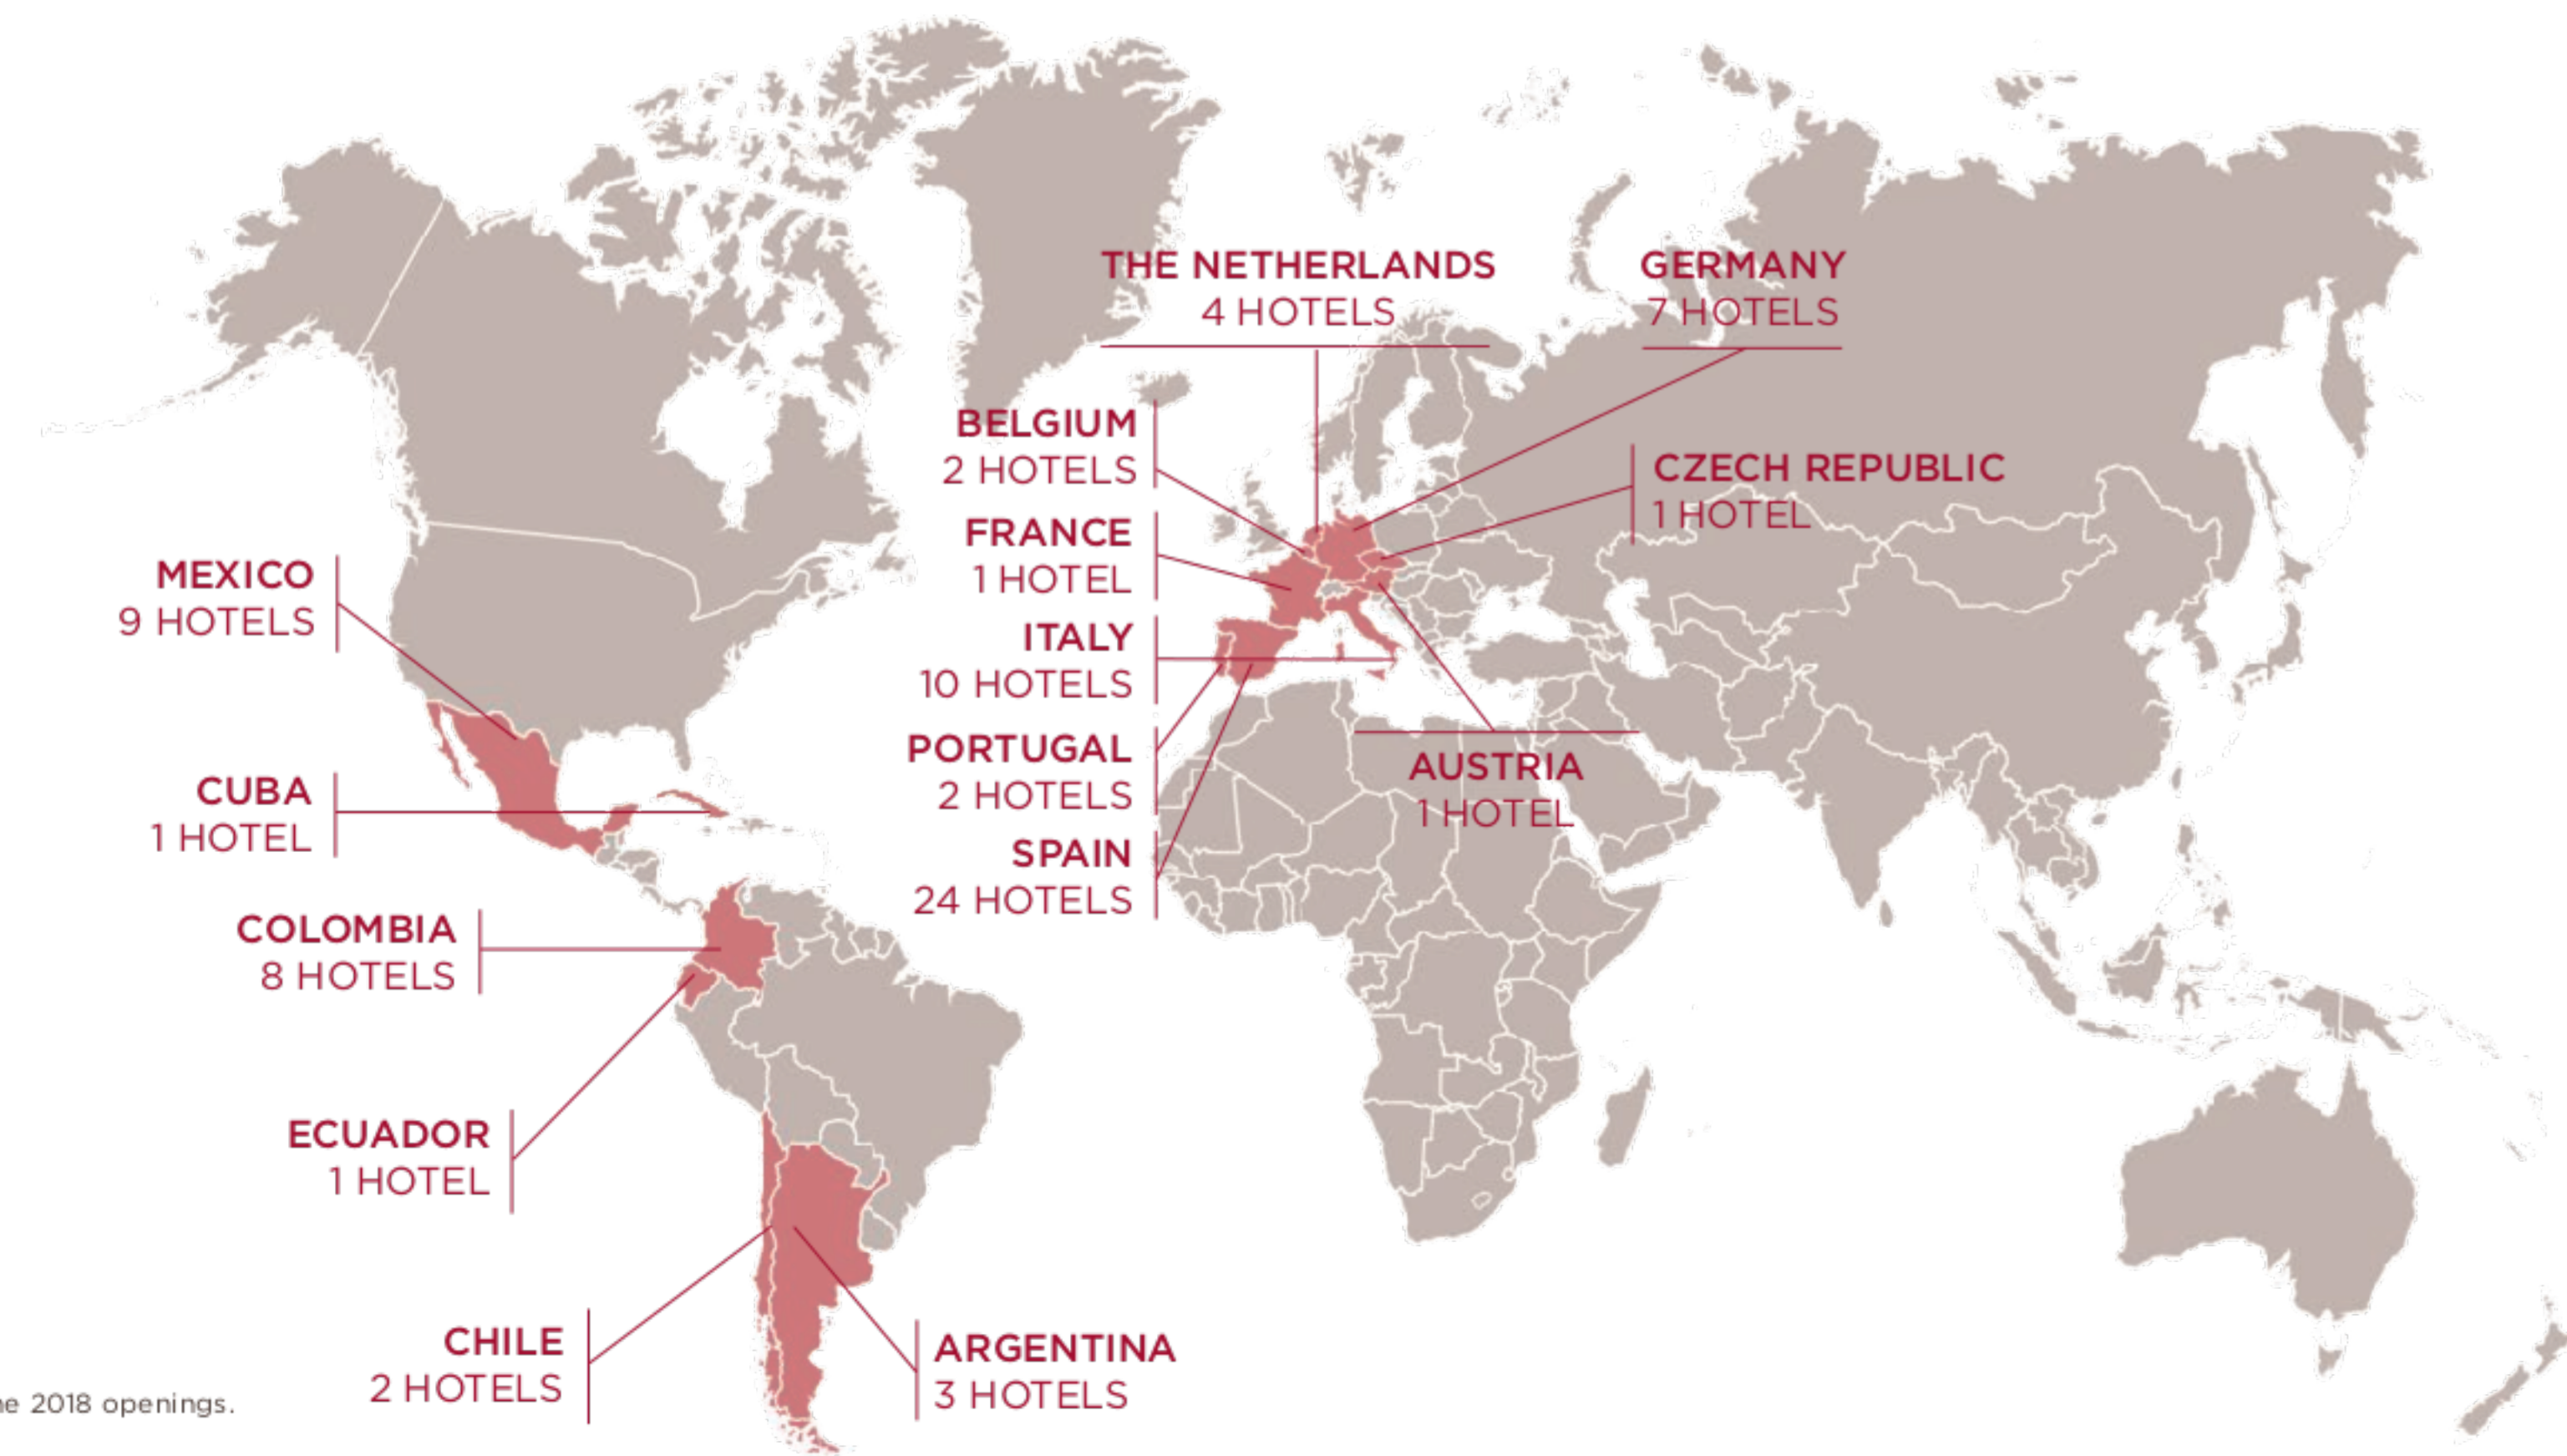 THE NETHERLANDS
4 HOTELS
GERMANY
7 HOTELS
BELGIUM
2 HOTELS
CZECH REPUBLIC
1 HOTEL
FRANCE
1 HOTEL
MEXICO
9 HOTELS
ITALY
10 HOTELS
PORTUGAL
2 HOTELS
AUSTRIA
1 HOTEL
CUBA
1 HOTEL
SPAIN
24 HOTELS
COLOMBIA
8 HOTELS
ECUADOR
1 HOTEL
CHILE
2 HOTELS
ARGENTINA
3 HOTELS
2018 openings.